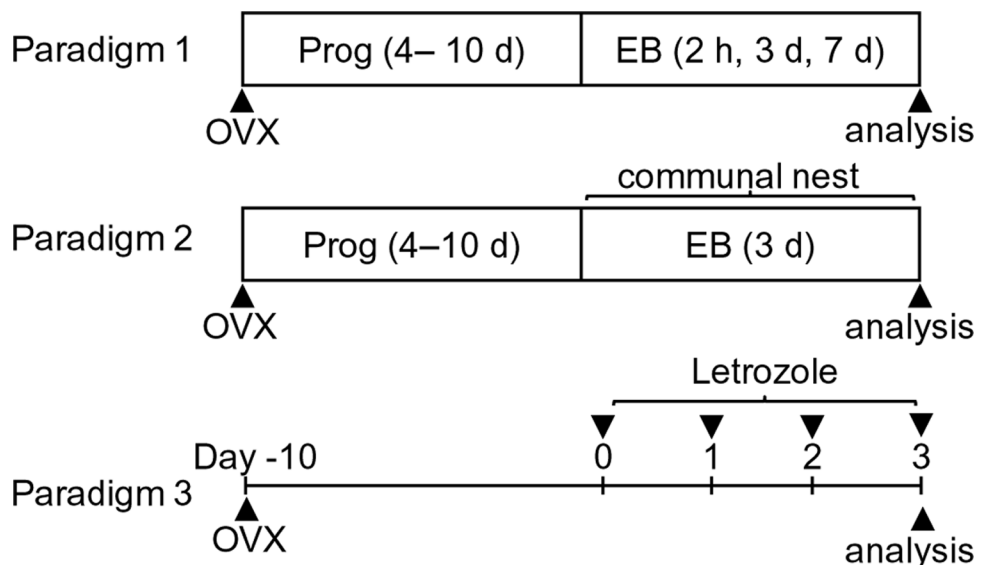 Paradigm 1
Prog (4– 10 d)
EB (2 h, 3 d, 7 d)
OVX
analysis
communal nest
Paradigm 2
Prog (4–10 d)
EB (3 d)
OVX
analysis
Letrozole
Day -10
0
1
2
3
Paradigm 3
OVX
analysis